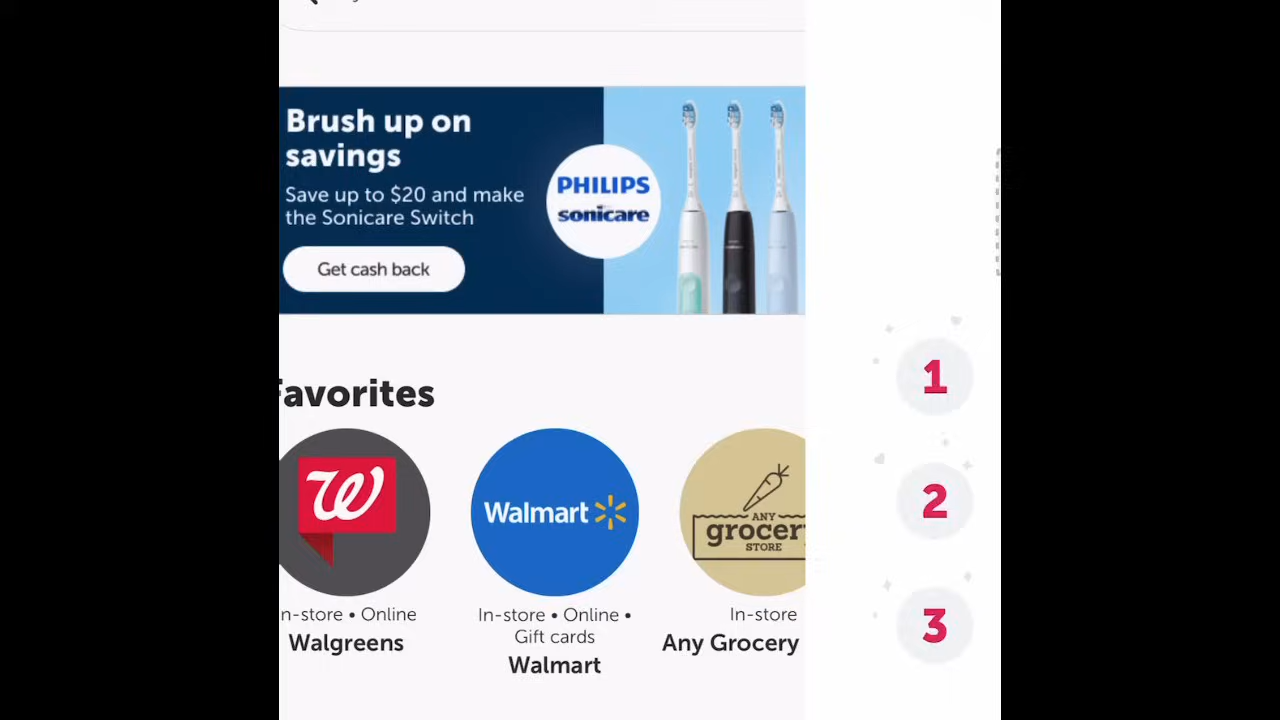 Brush up on
savings
Save up to $20 and make
the Sonicare Switch
Get cash back
PHILIPS
sonicare
Favorites
W
Walmart
ANY
grocery
STORE
In-store • Online
Walgreens
In-store • Online •
Gift cards
Walmart
In-store
Any Grocery
1
2
3